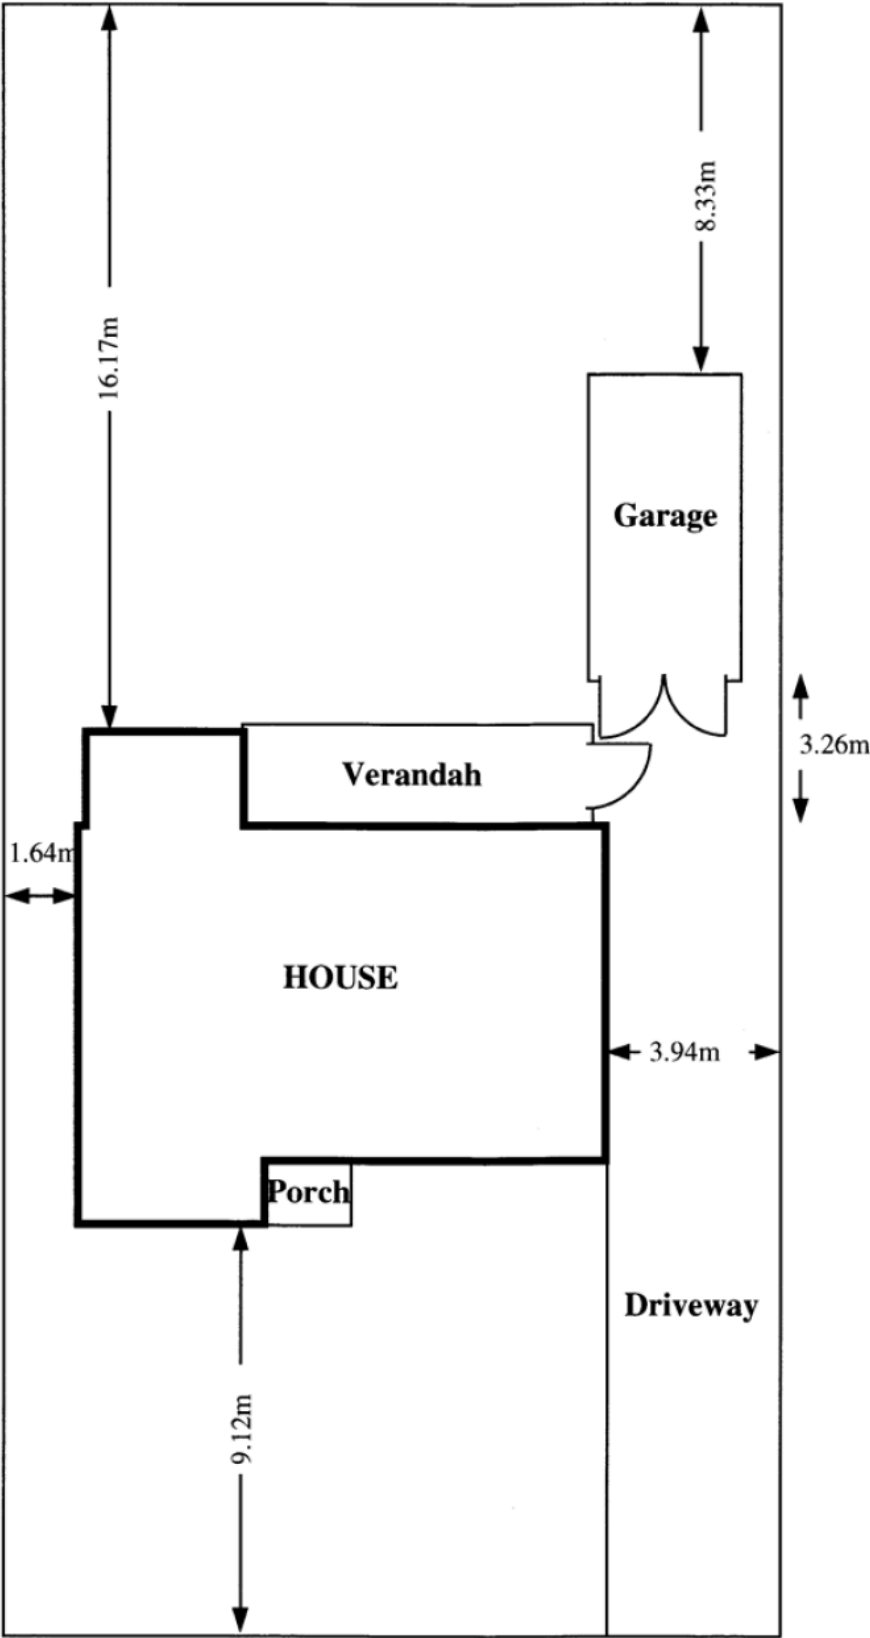 8.33m
16.17m
Garage
3.26m
Verandah
1.64m
HOUSE
3.94m
Porch
Driveway
9.12m